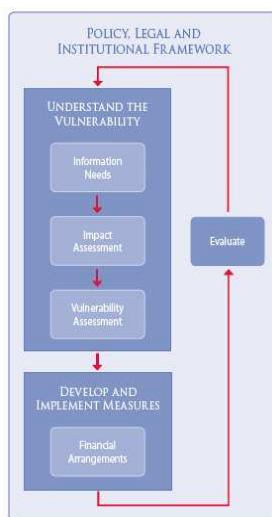 POLICY, LEGAL AND
INSTITUTIONAL FRAMEWORK
UNDERSTAND THE
VULNERABILITY
Information
Needs
Impact
Assessment
Vulnerability
Assessment
Evaluate
DEVELOP AND
IMPLEMENT MEASURES
Financial
Arrangements